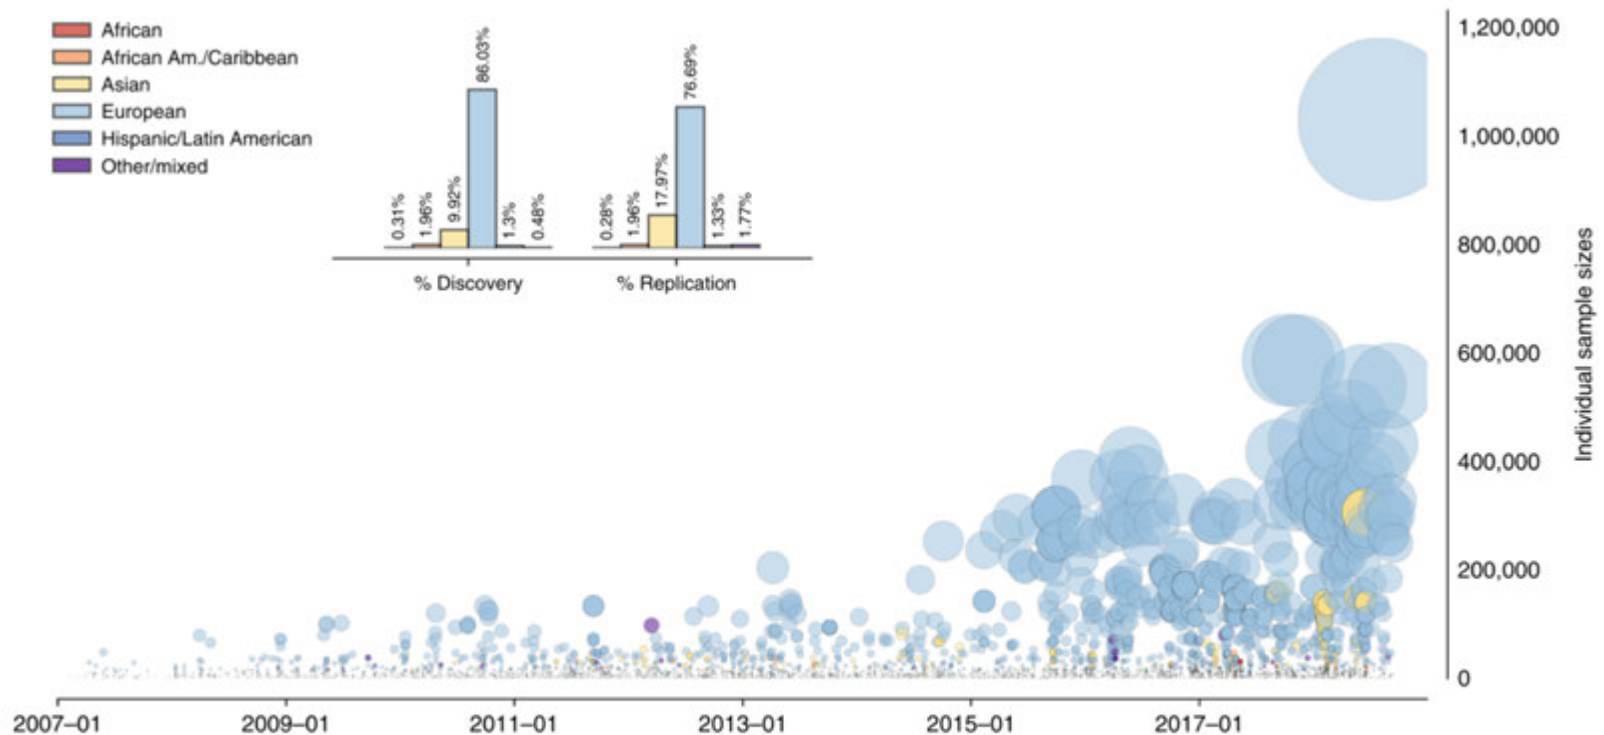 African
African Am./Caribbean
Asian
European
Hispanic/Latin American
Other/mixed
0.31%
1.96%
9.92%
86.03%
1.3%
0.48%
% Discovery
0.28%
1.96%
17.97%
76.69%
1.33%
1.77%
% Replication
1,200,000
1,000,000
800,000
600,000
400,000
200,000
0
Individual sample sizes
2007–01
2009–01
2011–01
2013–01
2015–01
2017–01